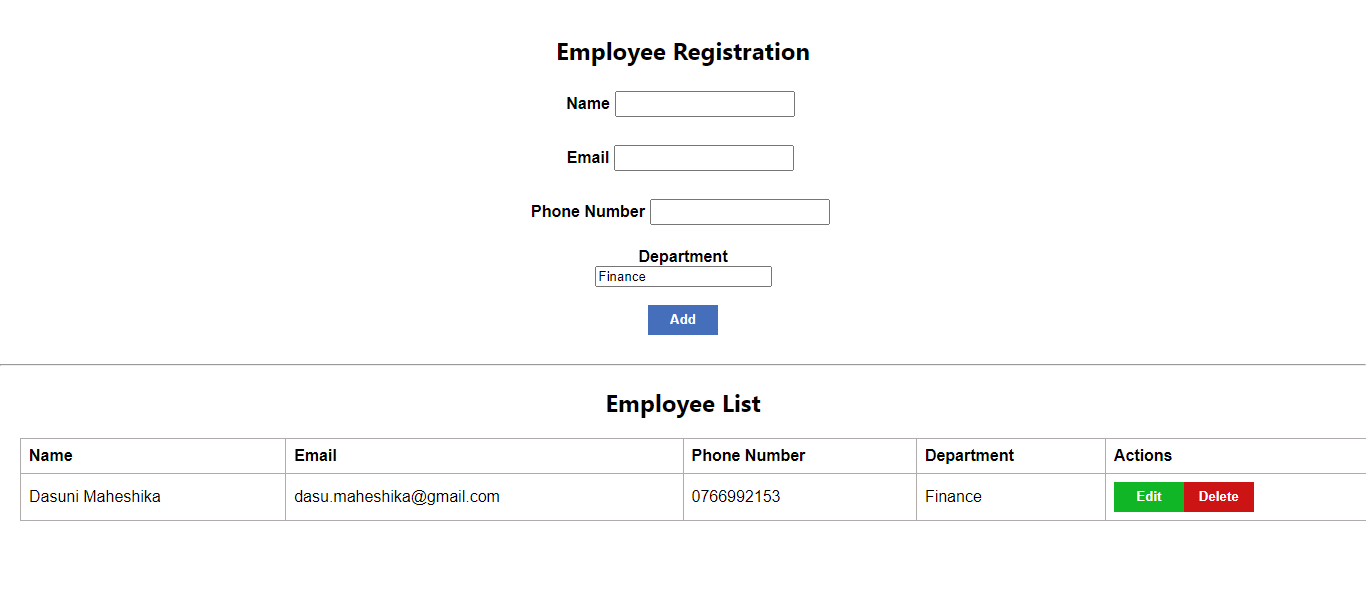 Employee Registration
Name
Email
Phone Number
Department
Finance
Add
Employee List
Name Email Phone Number Department Actions
Dasuni Maheshika dasu.maheshika@gmail.com 0766992153 Finance Edit Delete